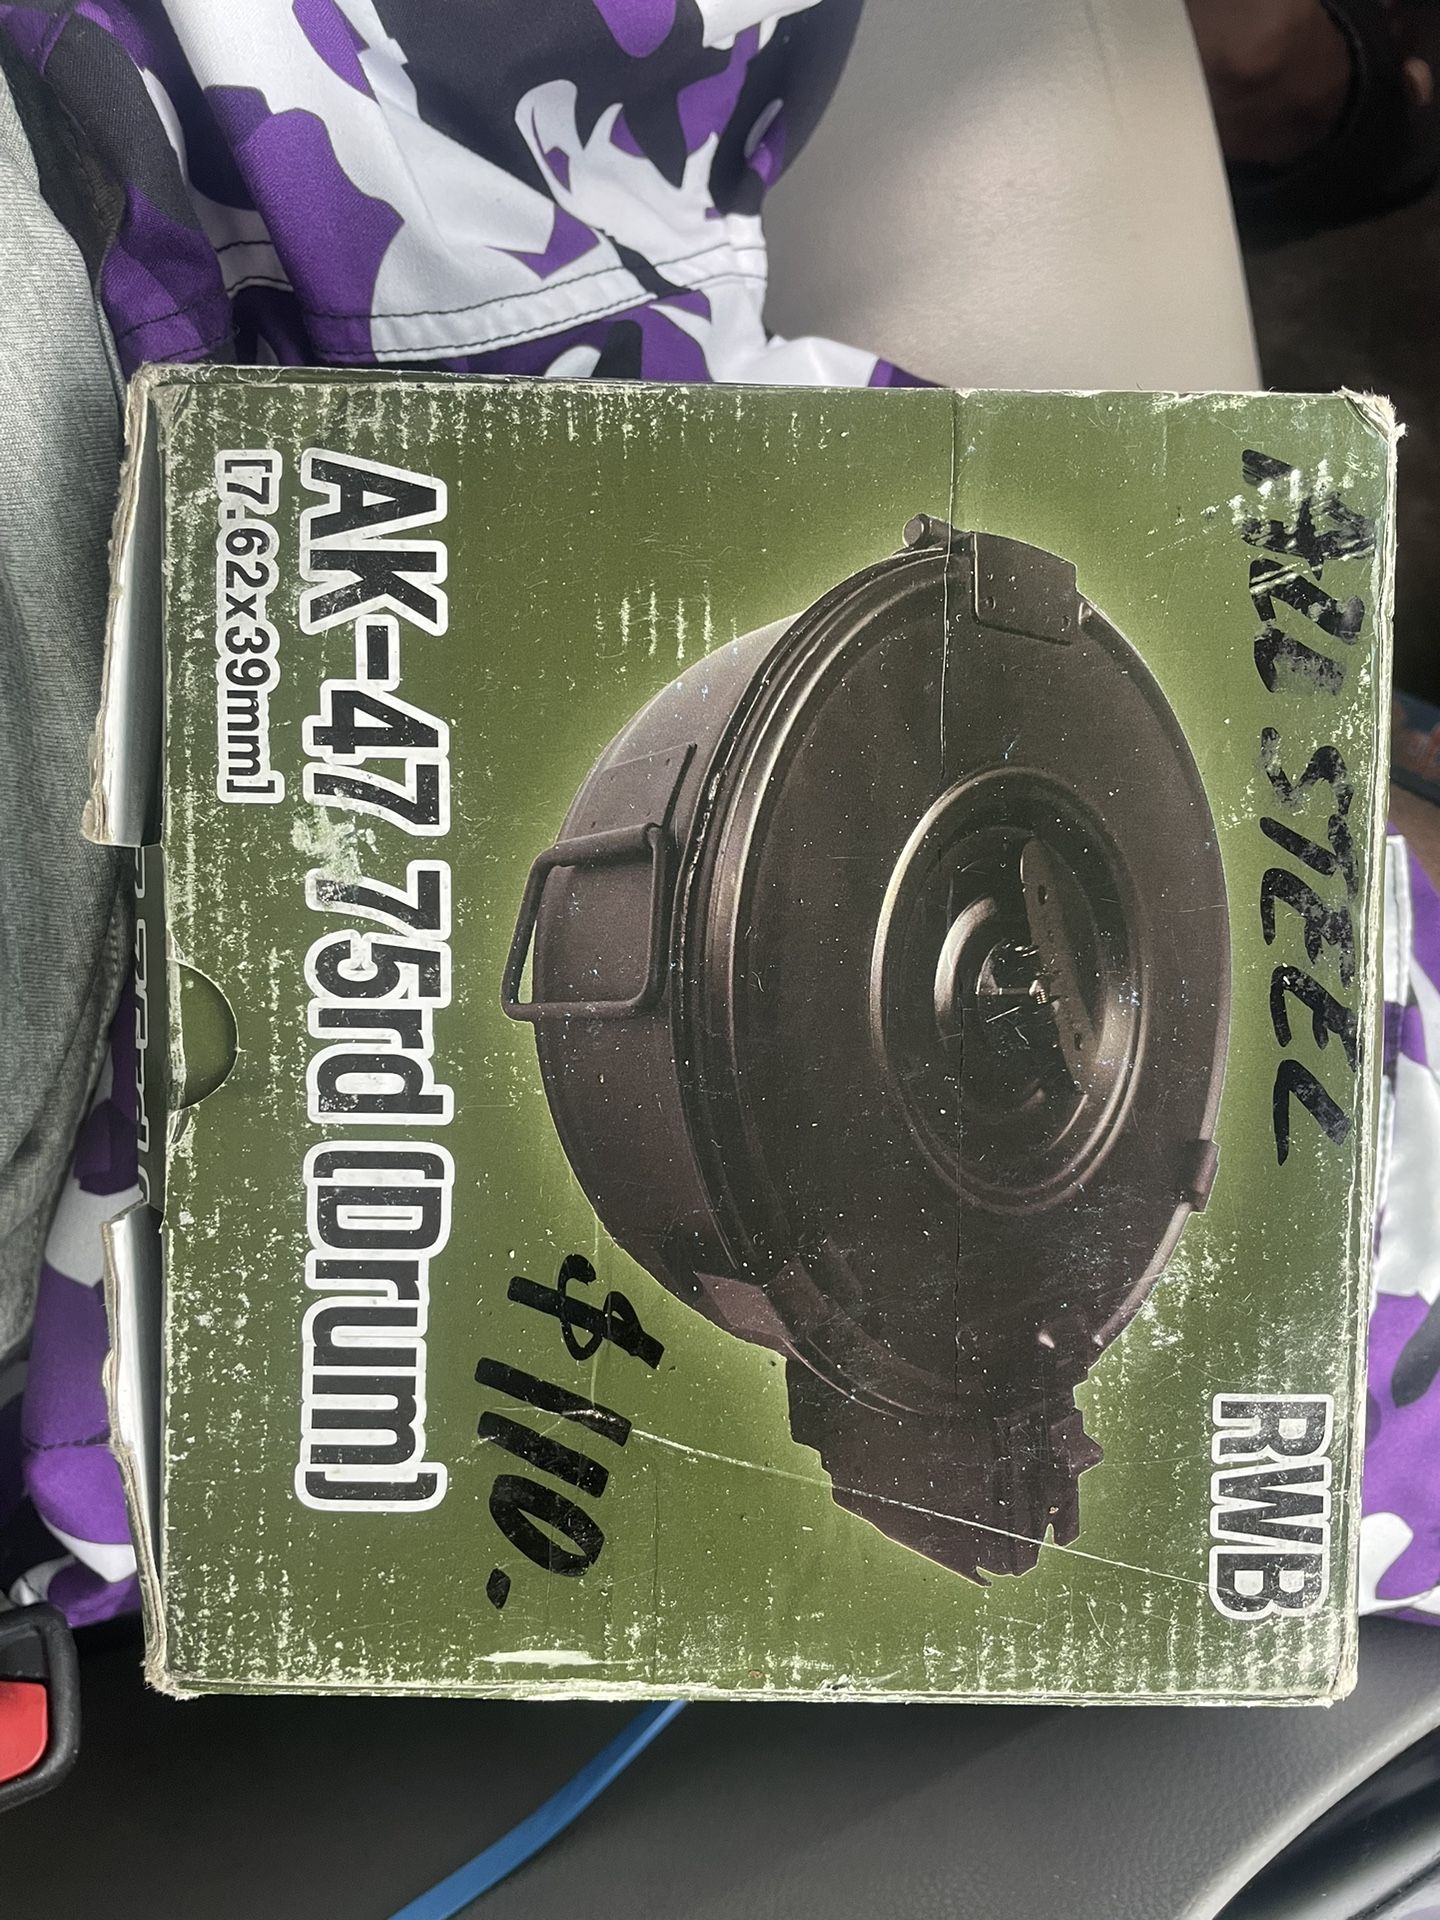 ALL STEEL
RWB
$110.
AK-47 75rd (Drum)
[7.62x39mm]